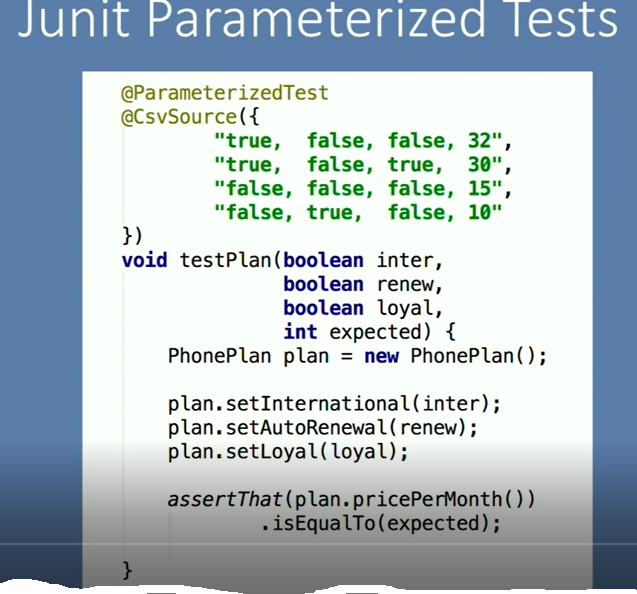 Junit Parameterized Tests
@ParameterizedTest
@CsvSource({
"true,  false, false, 32",
"true,  false, true,  30",
"false, false, false, 15",
"false, true,  false, 10"
})
void testPlan(boolean inter,
boolean renew,
boolean loyal,
int expected) {
PhonePlan plan = new PhonePlan();
plan.setInternational(inter);
plan.setAutoRenewal(renew);
plan.setLoyal(loyal);
assertThat(plan.pricePerMonth())
.isEqualTo(expected);
}